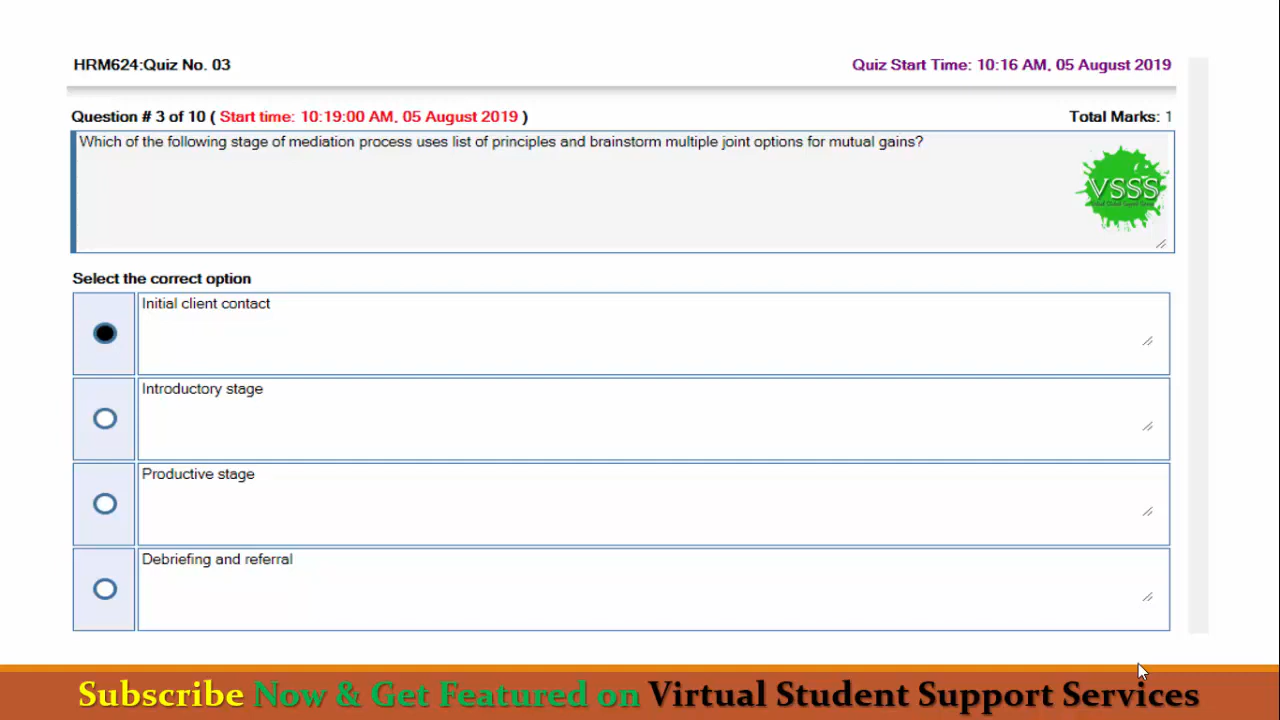 HRM624:Quiz No. 03
Quiz Start Time: 10:16 AM, 05 August 2019
Question # 3 of 10 ( Start time: 10:19:00 AM, 05 August 2019 )
Total Marks: 1
Which of the following stage of mediation process uses list of principles and brainstorm multiple joint options for mutual gains?
VSSS
Select the correct option
Initial client contact
Introductory stage
Productive stage
Debriefing and referral
Subscribe Now & Get Featured on Virtual Student Support Services